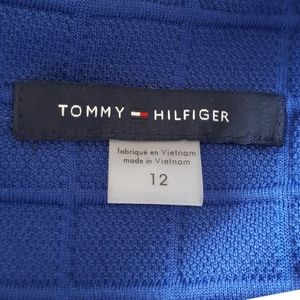 TOMMY HILFIGER
fabriqué en Vietnam
made in Vietnam
12